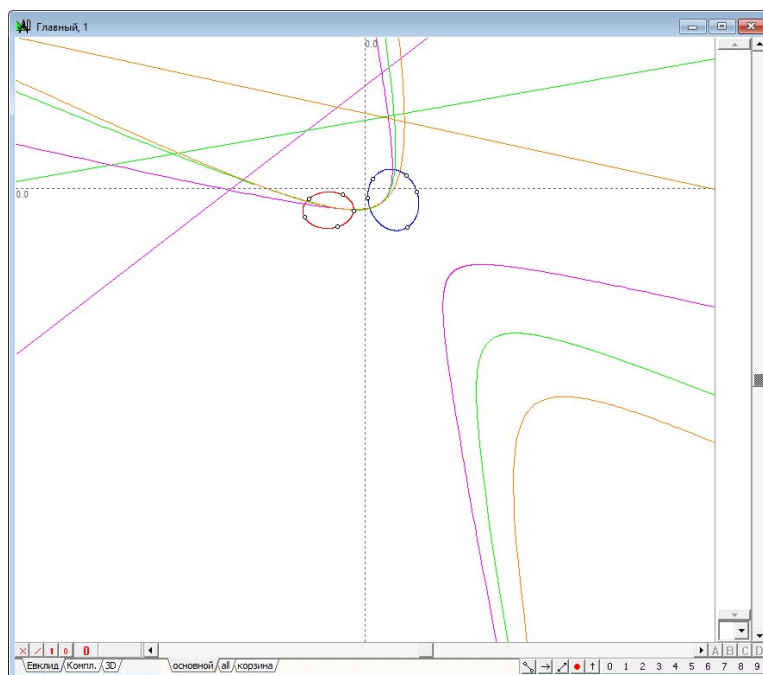 Главный, 1
0.0
0.0
1 0 0
A B C D
Евклид Компл. 3D основной all корзина
0 1 2 3 4 5 6 7 8 9